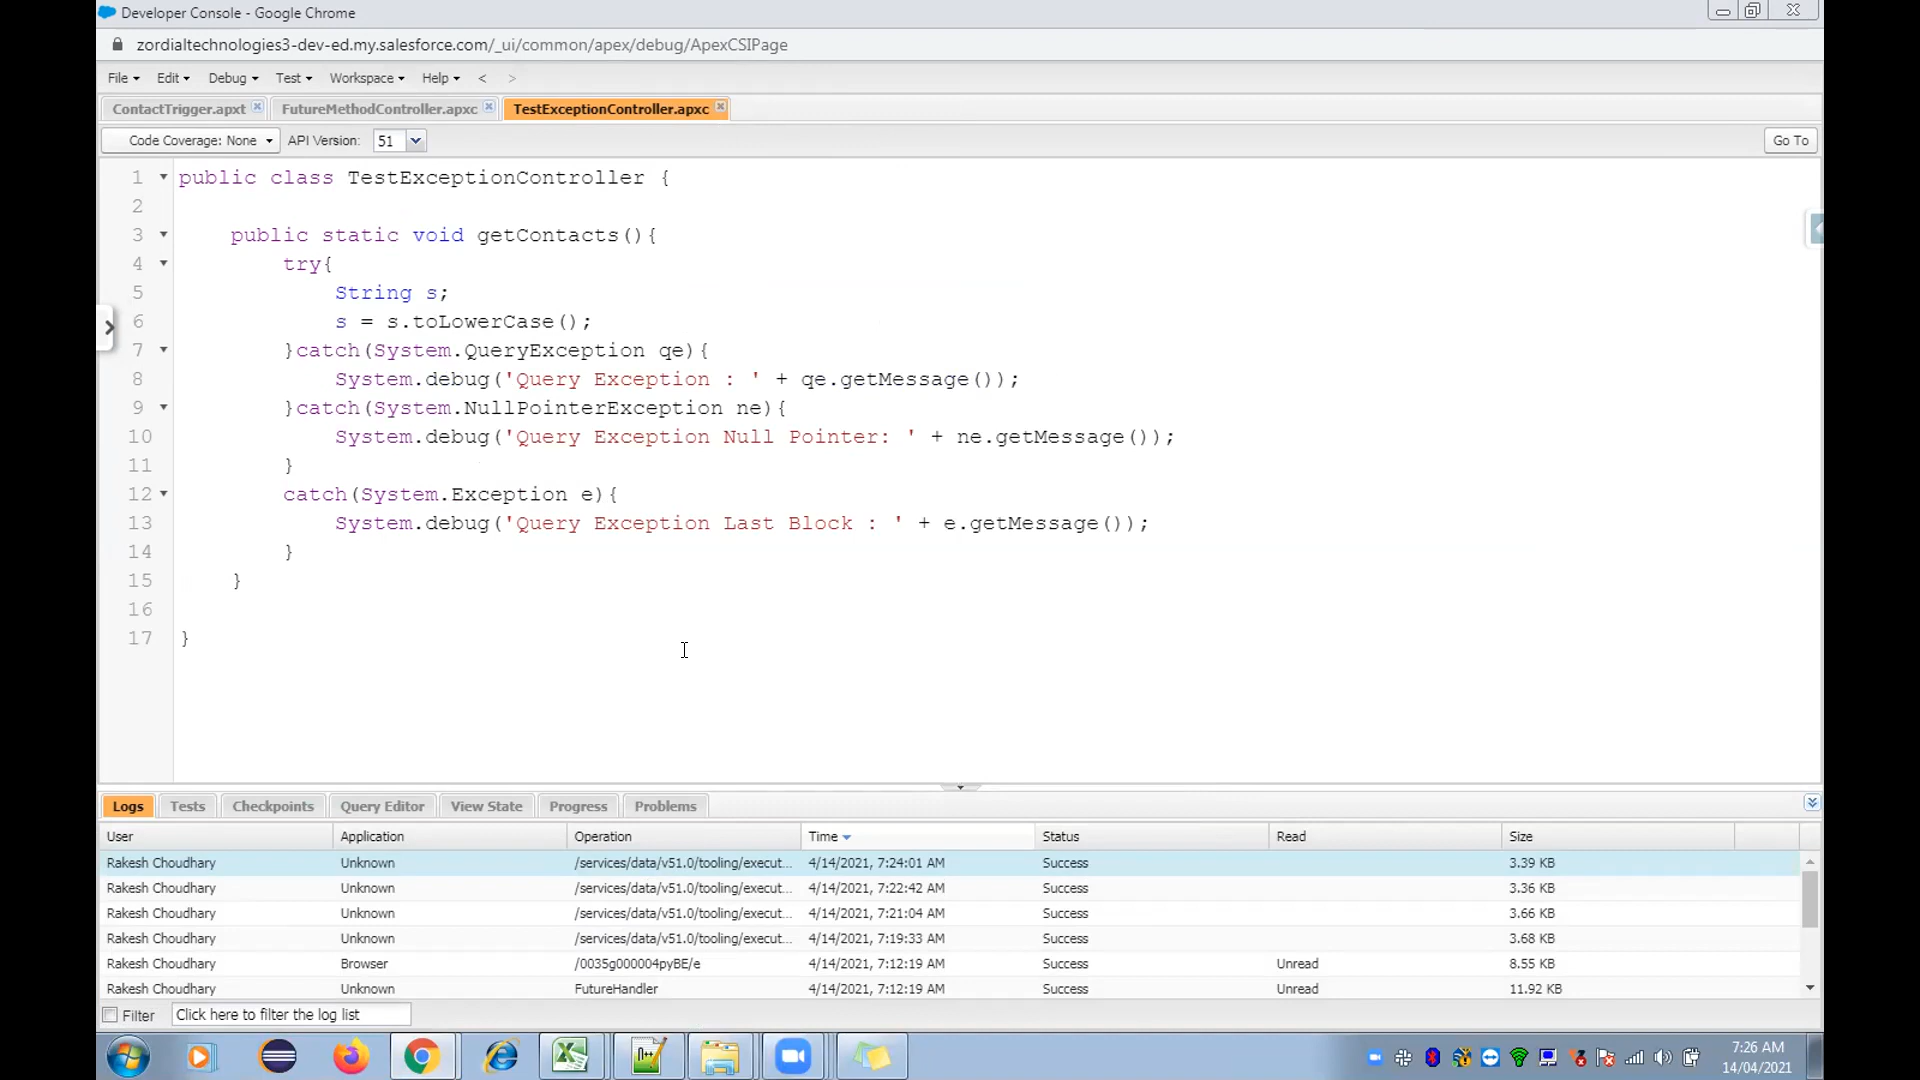 Developer Console - Google Chrome
zordialtechnologies3-dev-ed.my.salesforce.com/_ui/common/apex/debug/ApexCSIPage
File Edit Debug Test Workspace Help < >
ContactTrigger.apxt FutureMethodController.apxc TestExceptionController.apxc
Code Coverage: None API Version: 51 Go To
1 public class TestExceptionController {
2
3 public static void getContacts(){
4 try{
5 String s;
6 s = s.toLowerCase();
7 }catch(System.QueryException qe){
8 System.debug('Query Exception : ' + qe.getMessage());
9 }catch(System.NullPointerException ne){
10 System.debug('Query Exception Null Pointer: ' + ne.getMessage());
11 }
12 catch(System.Exception e){
13 System.debug('Query Exception Last Block : ' + e.getMessage());
14 }
15 }
16
17 }
Logs Tests Checkpoints Query Editor View State Progress Problems
User Application Operation Time Status Read Size
Rakesh Choudhary Unknown /services/data/v51.0/tooling/execut... 4/14/2021, 7:24:01 AM Success 3.39 KB
Rakesh Choudhary Unknown /services/data/v51.0/tooling/execut... 4/14/2021, 7:22:42 AM Success 3.36 KB
Rakesh Choudhary Unknown /services/data/v51.0/tooling/execut... 4/14/2021, 7:21:04 AM Success 3.66 KB
Rakesh Choudhary Unknown /services/data/v51.0/tooling/execut... 4/14/2021, 7:19:33 AM Success 3.68 KB
Rakesh Choudhary Browser /0035g000004pyBE/e 4/14/2021, 7:12:19 AM Success Unread 8.55 KB
Rakesh Choudhary Unknown FutureHandler 4/14/2021, 7:12:19 AM Success Unread 11.92 KB
Filter Click here to filter the log list
7:26 AM
14/04/2021